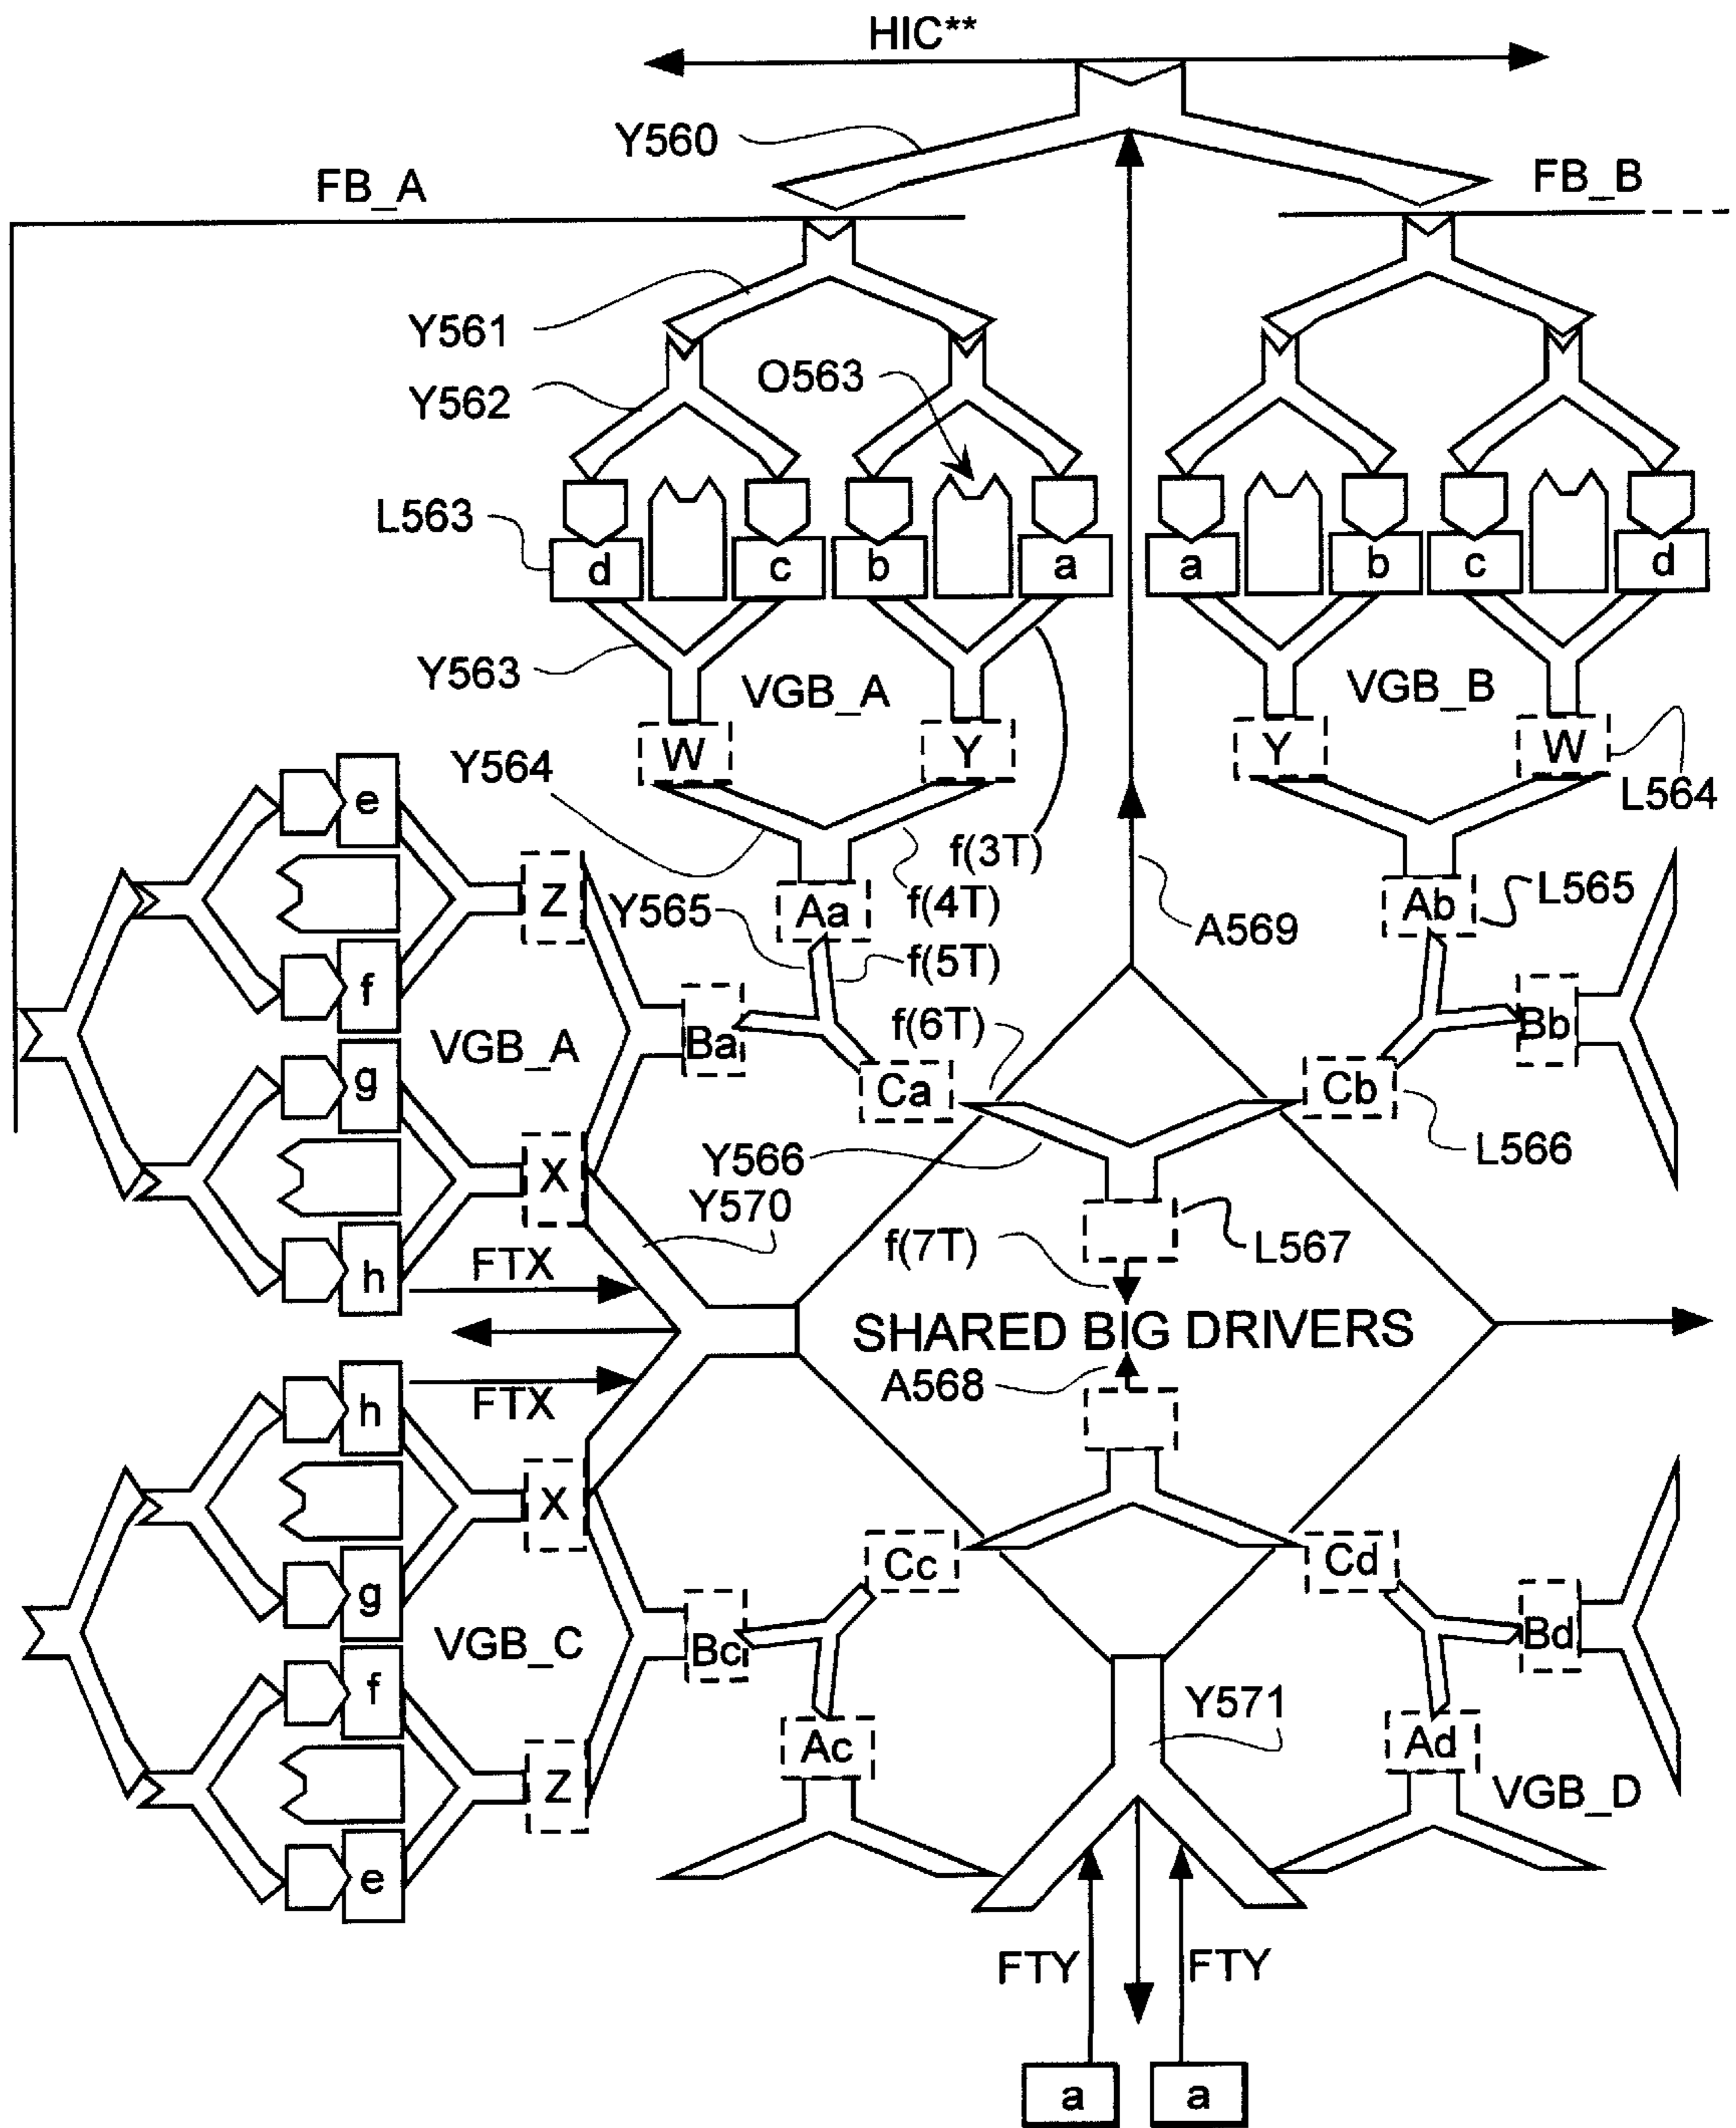 HIC**
Y560
FB_A
FB_B
Y561
Y562
O563
L563
d
c
b
a
a
b
c
d
Y563
VGB_A
VGB_B
W
Y
Y
W
Y564
L564
e
f(3T)
Z
Aa
f(4T)
Ab
L565
Y565
A569
f
f(5T)
VGB_A
Ba
f(6T)
Bb
g
Ca
Cb
X
Y566
L566
Y570
h
FTX
f(7T)
L567
SHARED BIG DRIVERS
FTX
A568
h
X
Cc
Cd
g
VGB_C
Bc
Bd
f
Y571
Ac
Ad
Z
VGB_D
e
FTY
FTY
a
a